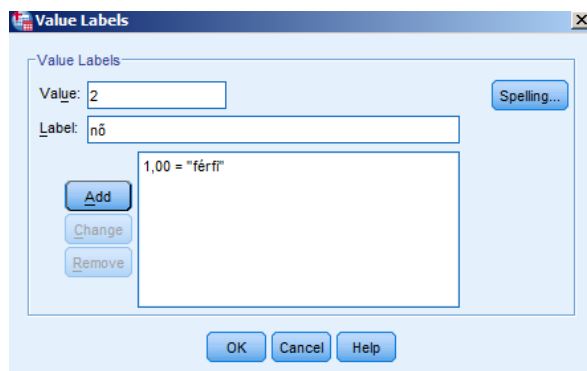 Value Labels
Value Labels
Value: 2
Spelling...
Label: nő
1,00 = "férfi"
Add
Change
Remove
OK Cancel Help